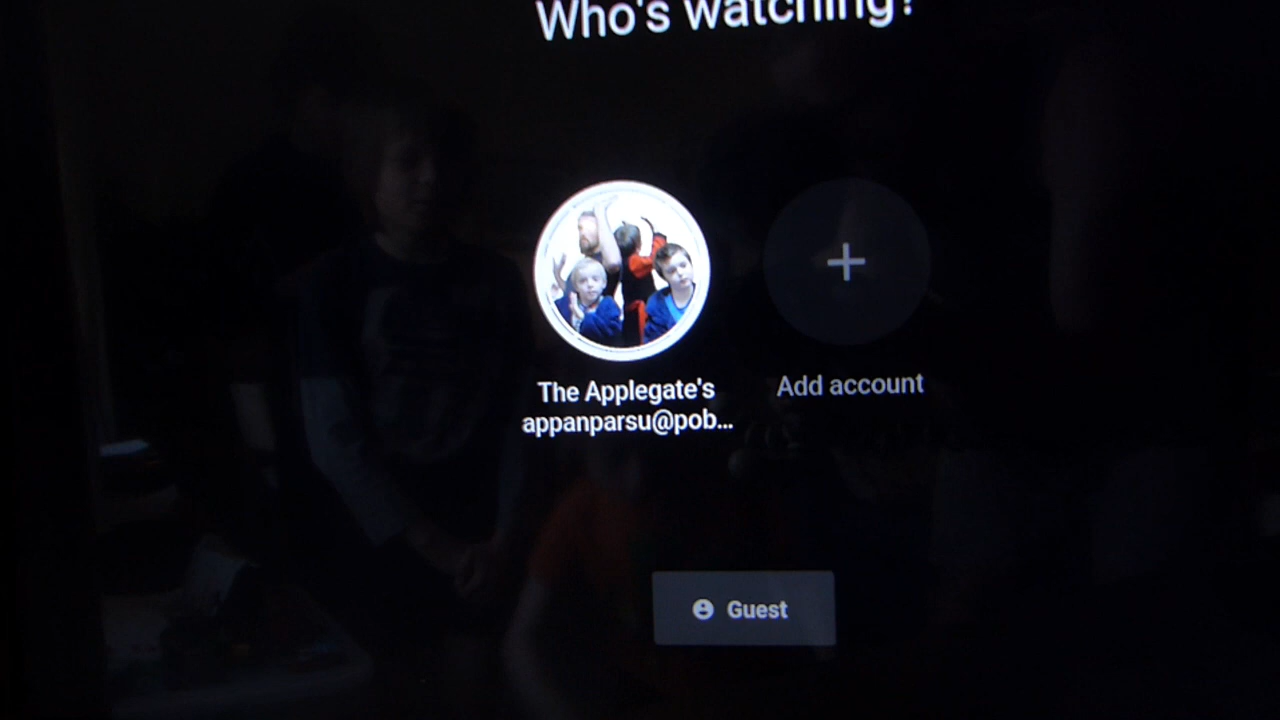 Who's watching?
The Applegate's
appanparsu@pob...
Add account
Guest